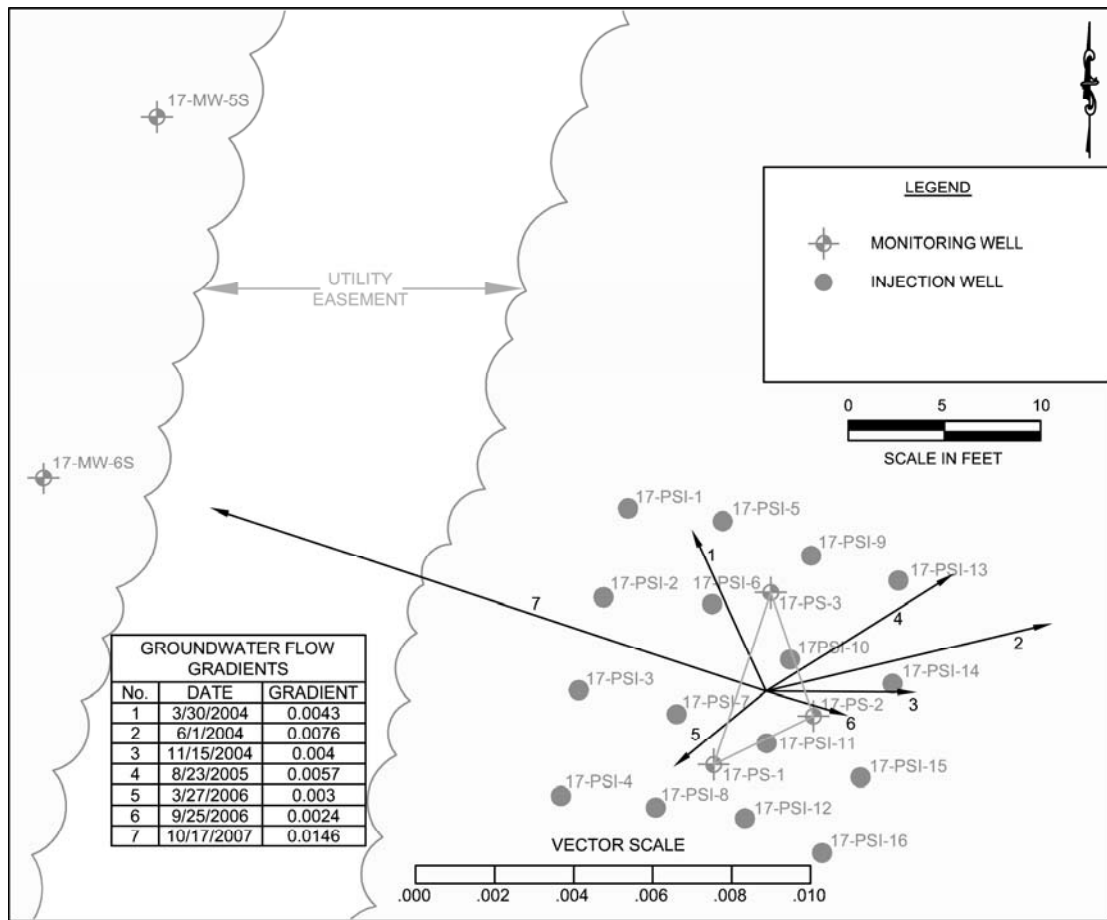 17-MW-5S
LEGEND
MONITORING WELL
INJECTION WELL
UTILITY
EASEMENT
0 5 10
SCALE IN FEET
17-MW-6S
17-PSI-1
17-PSI-5
1
17-PSI-9
17-PSI-13
17-PSI-2
17-PSI-6
17-PS-3
7
4
2
17PSI-10
17-PSI-14
17-PSI-3
3
17-PSI-7
17-PS-2
6
5
17-PSI-11
17-PS-1
17-PSI-15
17-PSI-4
17-PSI-8
17-PSI-12
17-PSI-16
GROUNDWATER FLOW
GRADIENTS
No. DATE GRADIENT
1 3/30/2004 0.0043
2 6/1/2004 0.0076
3 11/15/2004 0.004
4 8/23/2005 0.0057
5 3/27/2006 0.003
6 9/25/2006 0.0024
7 10/17/2007 0.0146
VECTOR SCALE
.000 .002 .004 .006 .008 .010